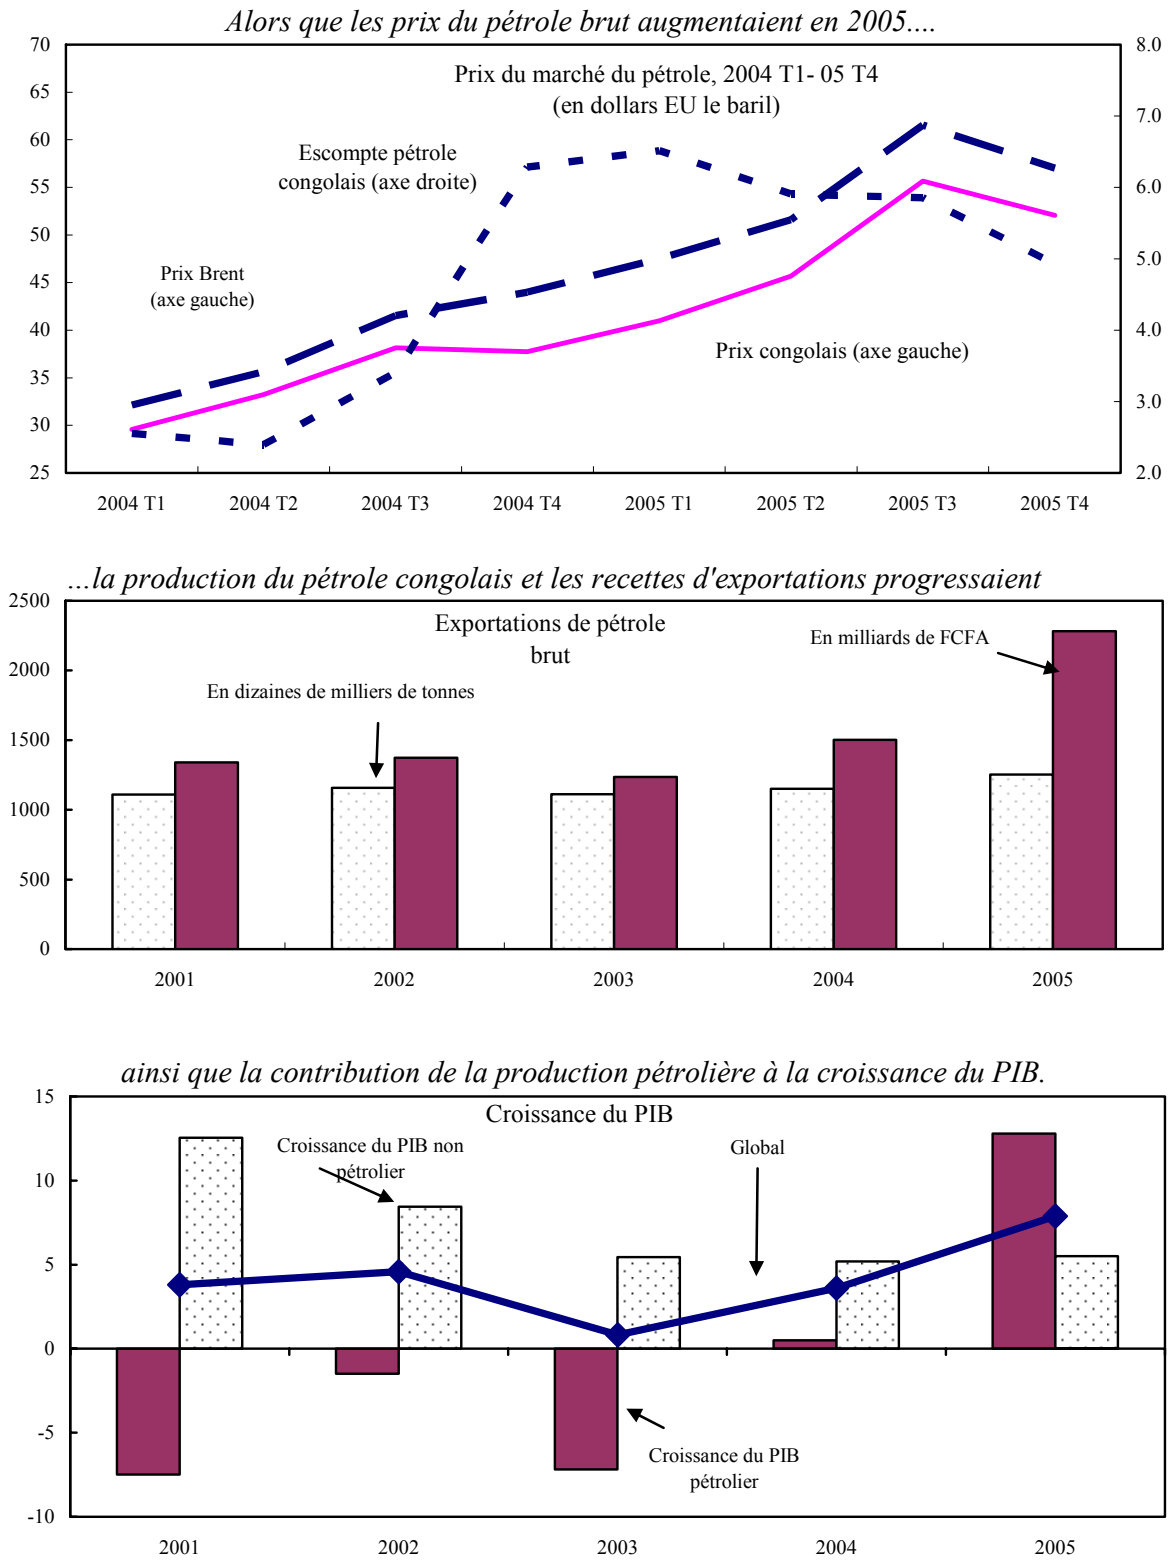 Alors que les prix du pétrole brut augmentaient en 2005....
70
65
60
55
50
45
40
35
30
25
8.0
7.0
6.0
5.0
4.0
3.0
2.0
Prix du marché du pétrole, 2004 T1- 05 T4
(en dollars EU le baril)
Escompte pétrole
congolais (axe droite)
Prix Brent
(axe gauche)
Prix congolais (axe gauche)
2004 T1 2004 T2 2004 T3 2004 T4 2005 T1 2005 T2 2005 T3 2005 T4
...la production du pétrole congolais et les recettes d'exportations progressaient
2500
2000
1500
1000
500
0
Exportations de pétrole
brut
En milliards de FCFA
En dizaines de milliers de tonnes
2001 2002 2003 2004 2005
ainsi que la contribution de la production pétrolière à la croissance du PIB.
15
10
5
0
-5
-10
Croissance du PIB
Croissance du PIB non
pétrolier
Global
Croissance du PIB
pétrolier
2001 2002 2003 2004 2005